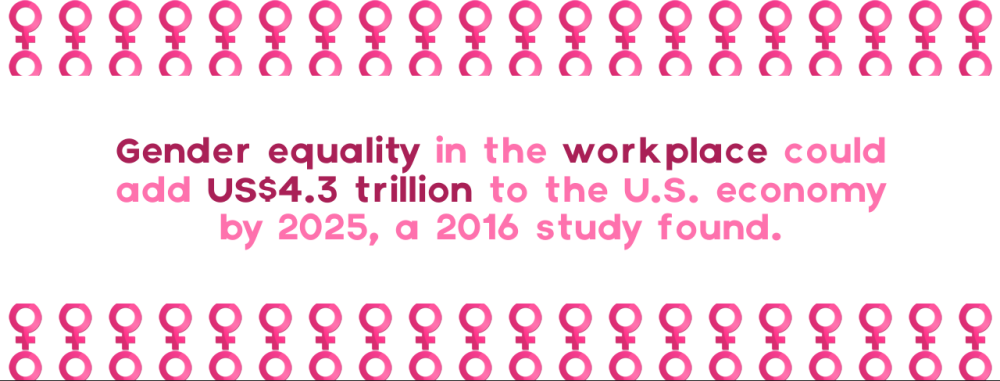 Gender equality in the workplace could
add US$4.3 trillion to the U.S. economy
by 2025, a 2016 study found.